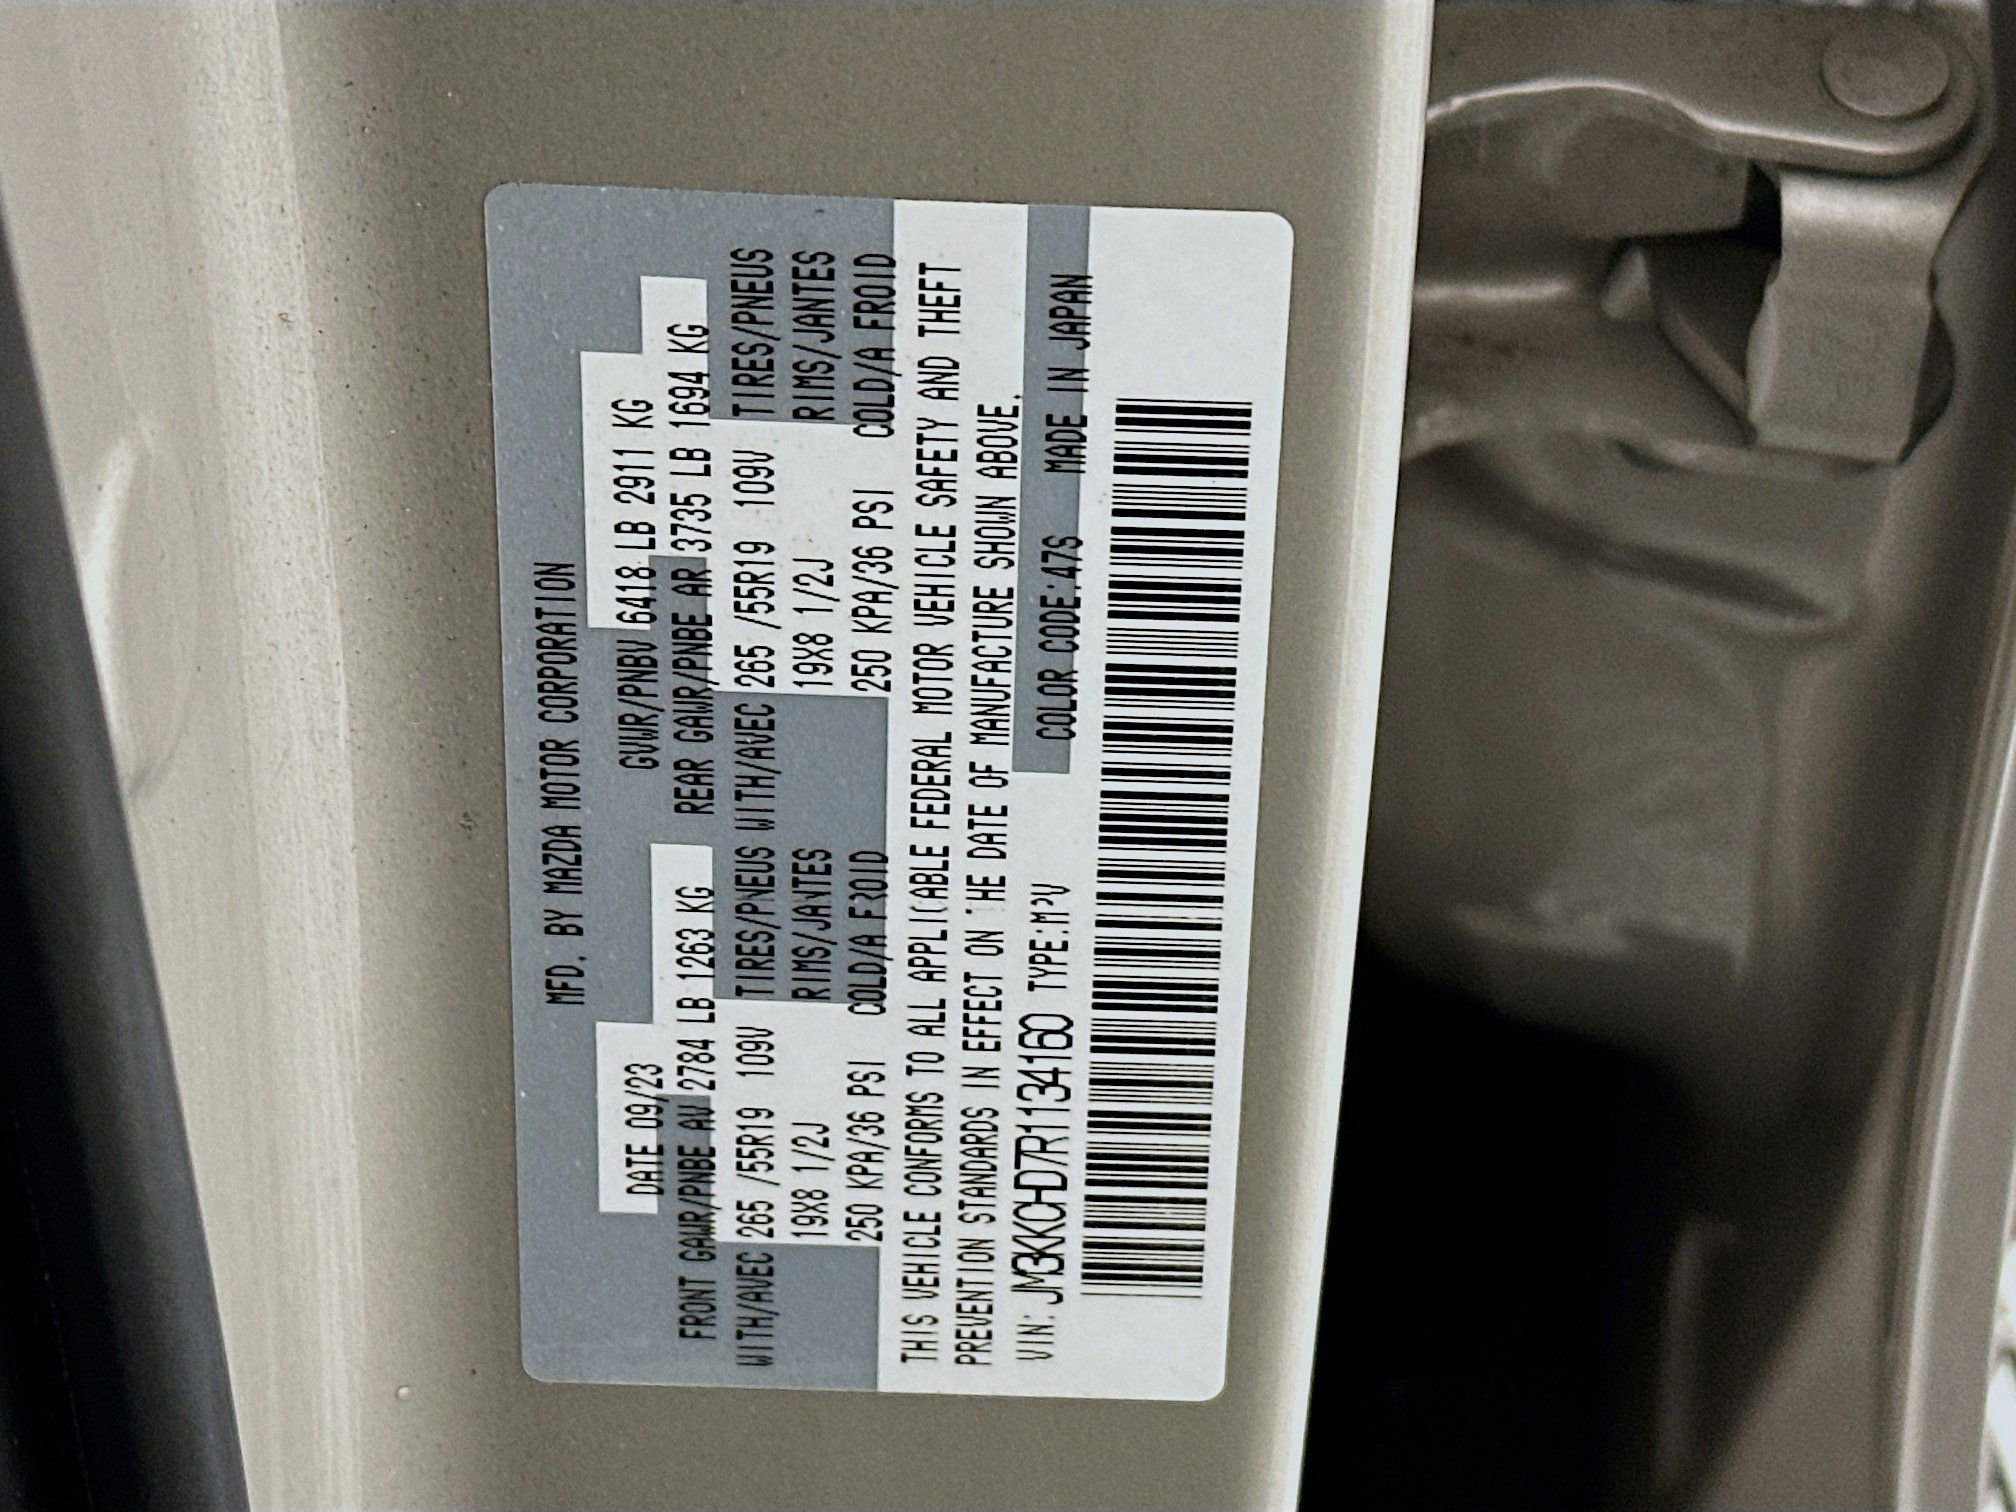 MFD. BY MAZDA MOTOR CORPORATION
DATE 09/23 GVWR/PNBV 6418 LB 2911 KG
FRONT GAWR/PNBE AV 2784 LB 1263 KG REAR GAWR/PNBE AR 3735 LB 1694 KG
WITH/AVEC 265 /55R19 109V TIRES/PNEUS WITH/AVEC 265 /55R19 109V TIRES/PNEUS
19X8 1/2J RIMS/JANTES 19X8 1/2J RIMS/JANTES
250 KPA/36 PSI COLD/A FROID 250 KPA/36 PSI COLD/A FROID
THIS VEHICLE CONFORMS TO ALL APPLICABLE FEDERAL MOTOR VEHICLE SAFETY AND THEFT
PREVENTION STANDARDS IN EFFECT ON THE DATE OF MANUFACTURE SHOWN ABOVE.
VIN: JM3KKCHD7R1134160 TYPE:MPV COLOR CODE:47S MADE IN JAPAN